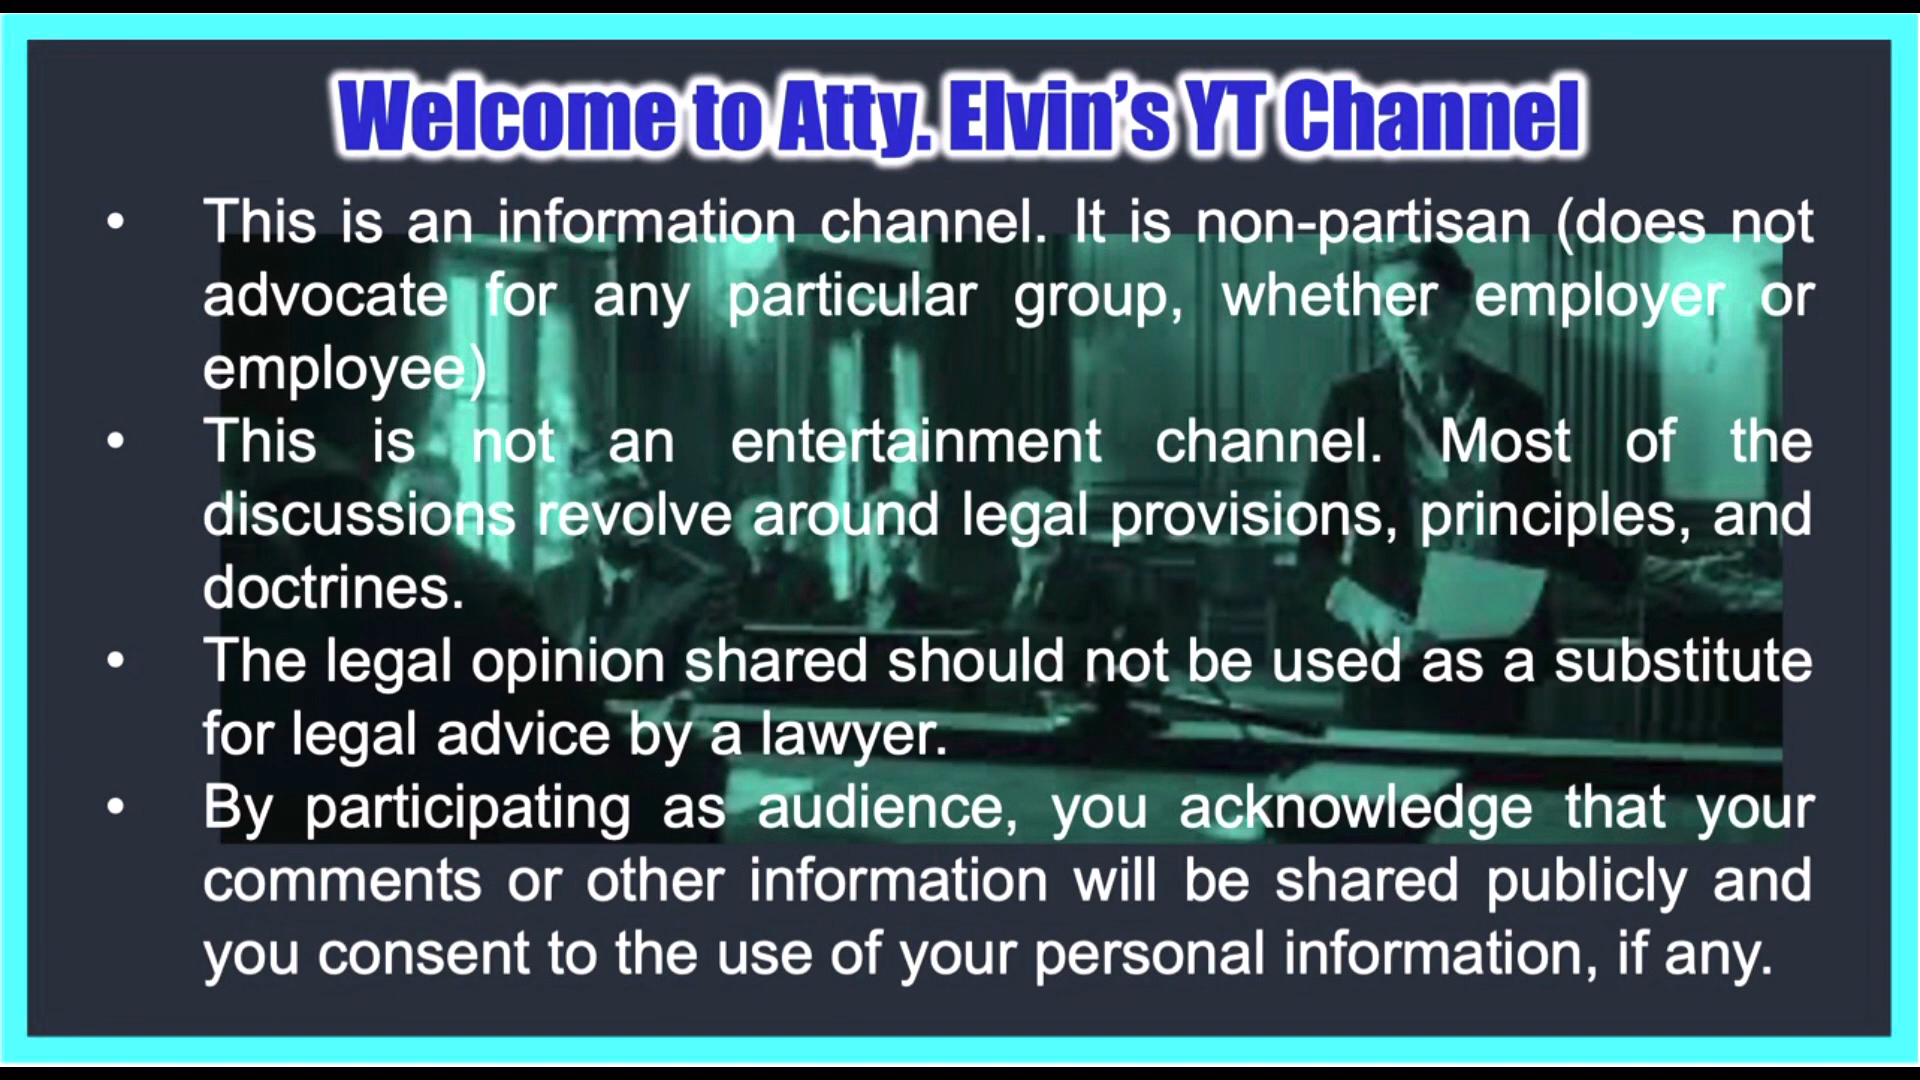 Welcome to Atty. Elvin’s YT Channel
• This is an information channel. It is non-partisan (does not
advocate for any particular group, whether employer or
employee)
• This is not an entertainment channel. Most of the
discussions revolve around legal provisions, principles, and
doctrines.
• The legal opinion shared should not be used as a substitute
for legal advice by a lawyer.
• By participating as audience, you acknowledge that your
comments or other information will be shared publicly and
you consent to the use of your personal information, if any.